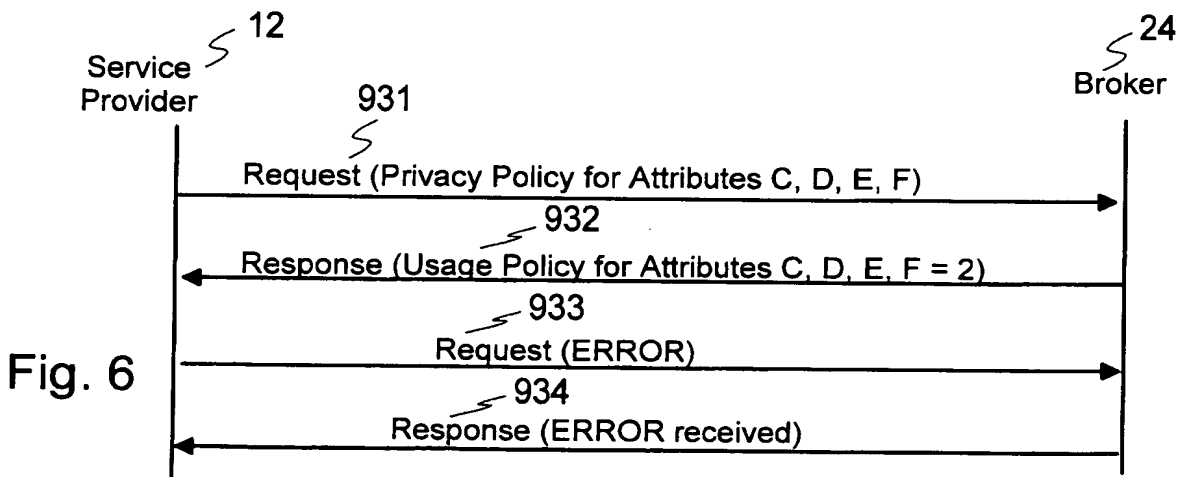 12
24
Service
Provider
Broker
931
Request (Privacy Policy for Attributes C, D, E, F)
932
Response (Usage Policy for Attributes C, D, E, F = 2)
933
Request (ERROR)
Fig. 6
934
Response (ERROR received)